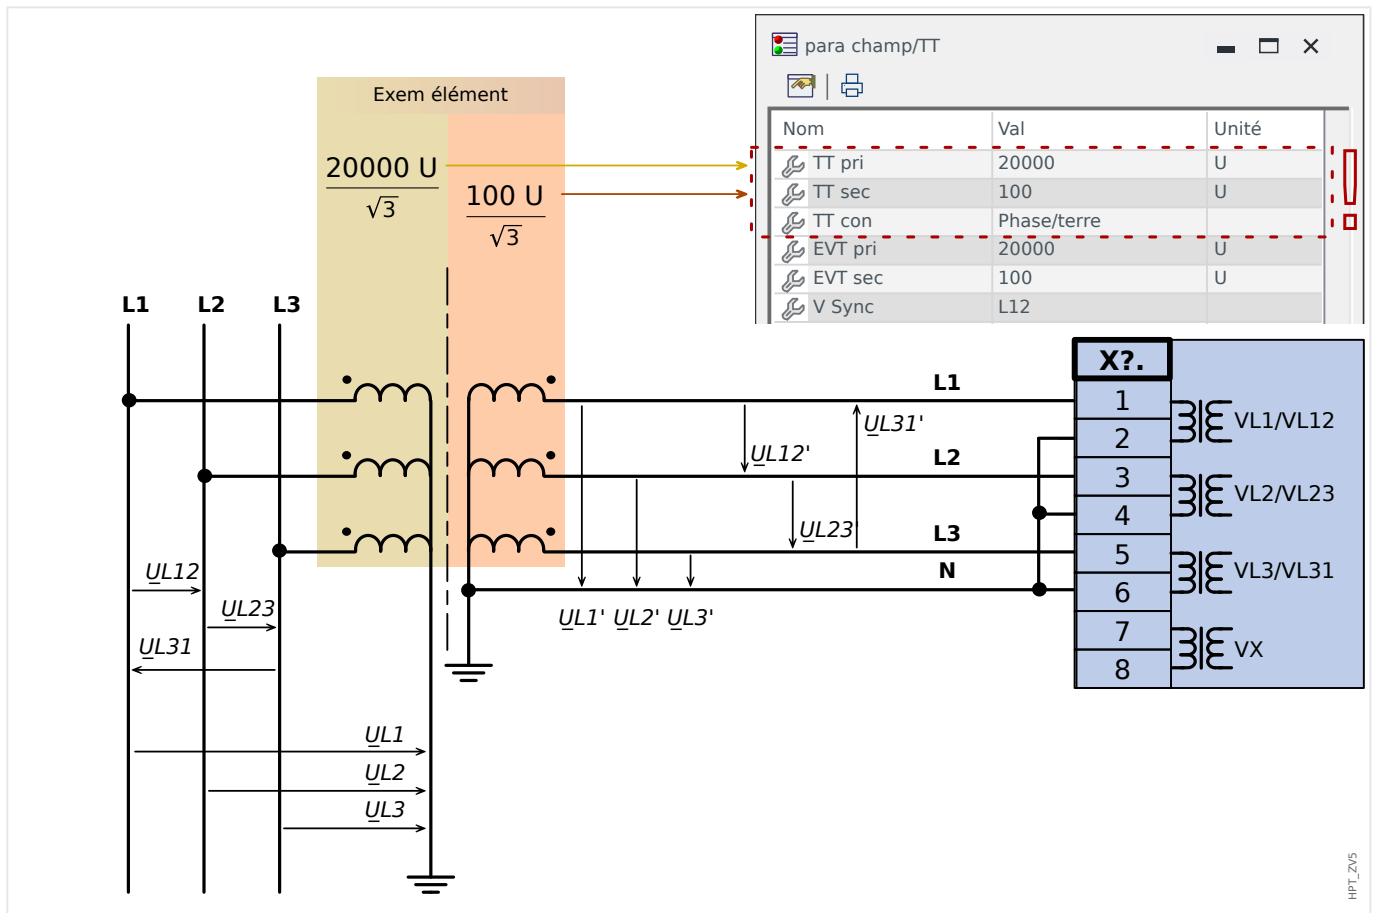 para champ/TT
Exem élément
Nom Val Unité
TT pri 20000 U
TT sec 100 U
TT con Phase/terre
EVT pri 20000 U
EVT sec 100 U
V Sync L12
20000 U
√3
100 U
√3
L1 L2 L3
X?.
L1
1
UL31'
VL1/VL12
2
UL12'
L2
3
VL2/VL23
4
UL23'
L3
5
N
VL3/VL31
UL12
6
UL23
UL1' UL2' UL3'
7
UL31
VX
8
UL1
UL2
UL3
HPT_ZV5